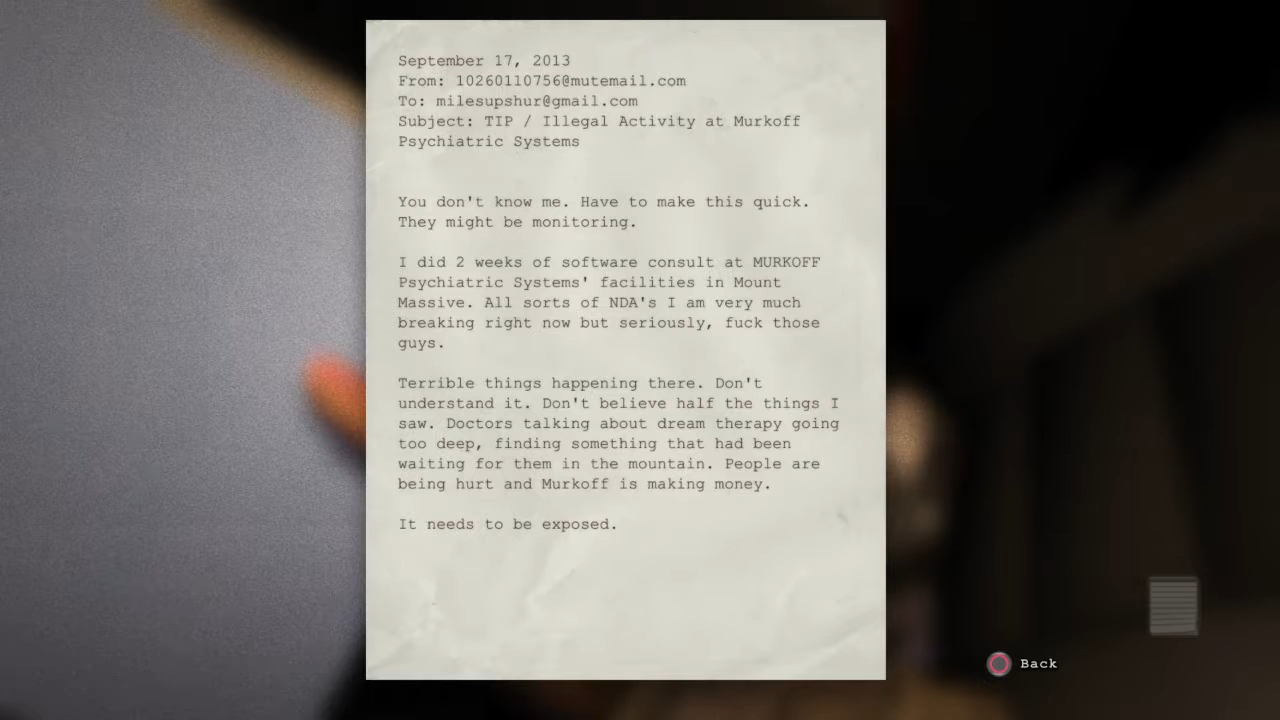 September 17, 2013
From: 10260110756@mutemail.com
To: milesupshur@gmail.com
Subject: TIP / Illegal Activity at Murkoff
Psychiatric Systems
You don't know me. Have to make this quick.
They might be monitoring.
I did 2 weeks of software consult at MURKOFF
Psychiatric Systems' facilities in Mount
Massive. All sorts of NDA's I am very much
breaking right now but seriously, fuck those
guys.
Terrible things happening there. Don't
understand it. Don't believe half the things I
saw. Doctors talking about dream therapy going
too deep, finding something that had been
waiting for them in the mountain. People are
being hurt and Murkoff is making money.
It needs to be exposed.
Back